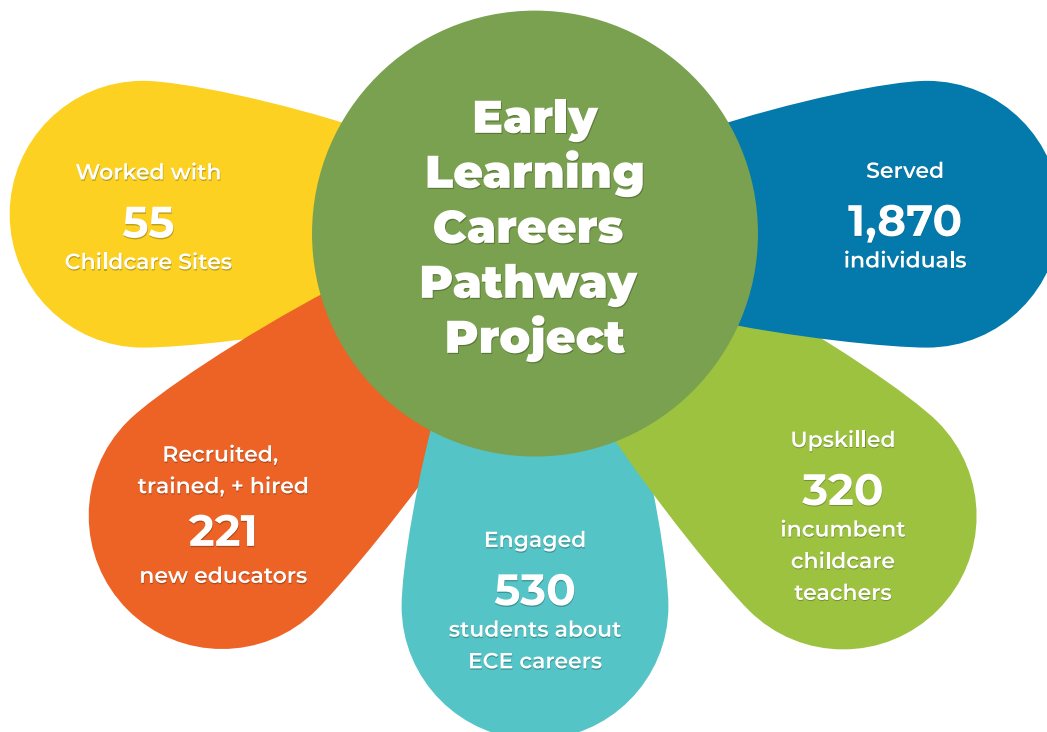 Early
Learning
Careers
Pathway
Project
Worked with
55
Childcare Sites
Recruited,
trained, + hired
221
new educators
Engaged
530
students about
ECE careers
Upskilled
320
incumbent
childcare
teachers
Served
1,870
individuals